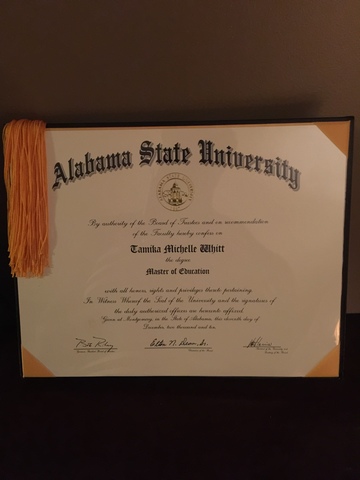 Alabama State University
By authority of the Board of Trustees and on recommendation
of the Faculty hereby confers on
Tamika Michelle Whitt
the degree
Master of Education
with all honors, rights and privileges thereto pertaining
In Witness Whereof the Seal of the University and the signatures of
the duly authorized officers are hereunto affixed.
Given at Montgomery, in the State of Alabama, this eleventh day of
December, two thousand and ten.